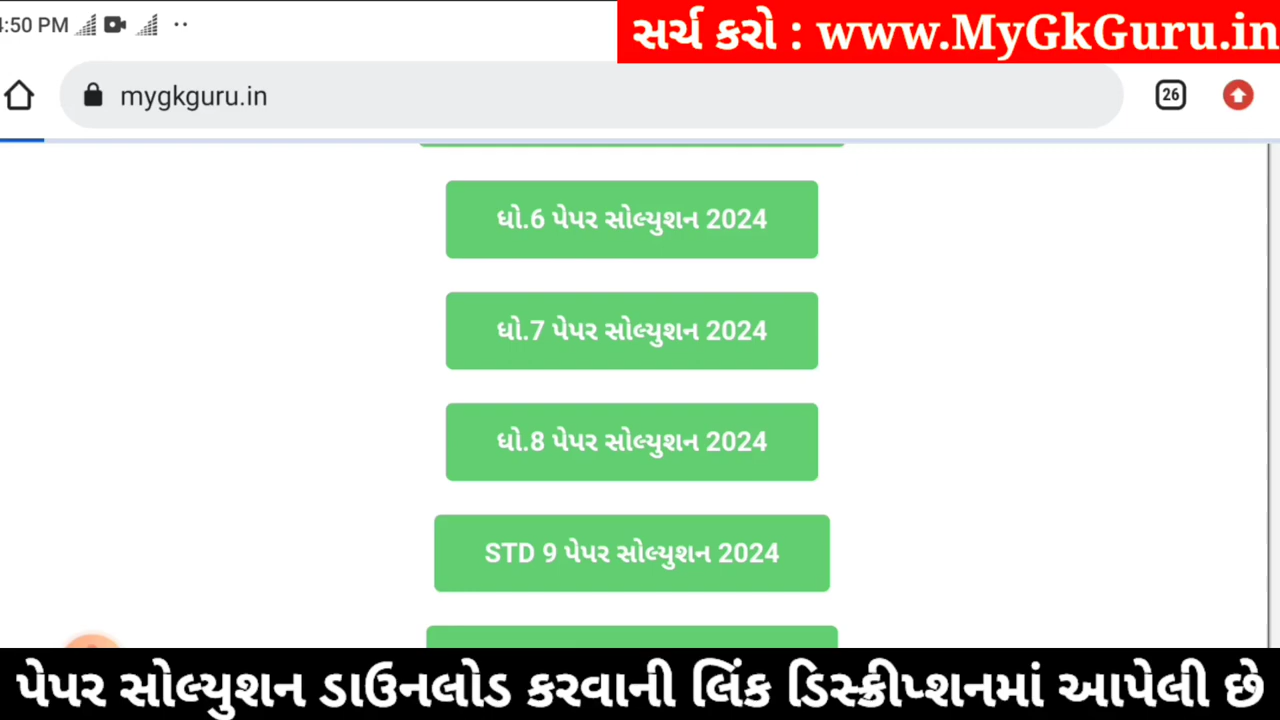 4:50 PM
સર્ચ કરો : www.MyGkGuru.in
mygkguru.in
26
ધો.6 પેપર સોલ્યુશન 2024
ધો.7 પેપર સોલ્યુશન 2024
ધો.8 પેપર સોલ્યુશન 2024
STD 9 પેપર સોલ્યુશન 2024
પેપર સોલ્યુશન ડાઉનલોડ કરવાની લિંક ડિસ્ક્રીપ્શનમાં આપેલી છે